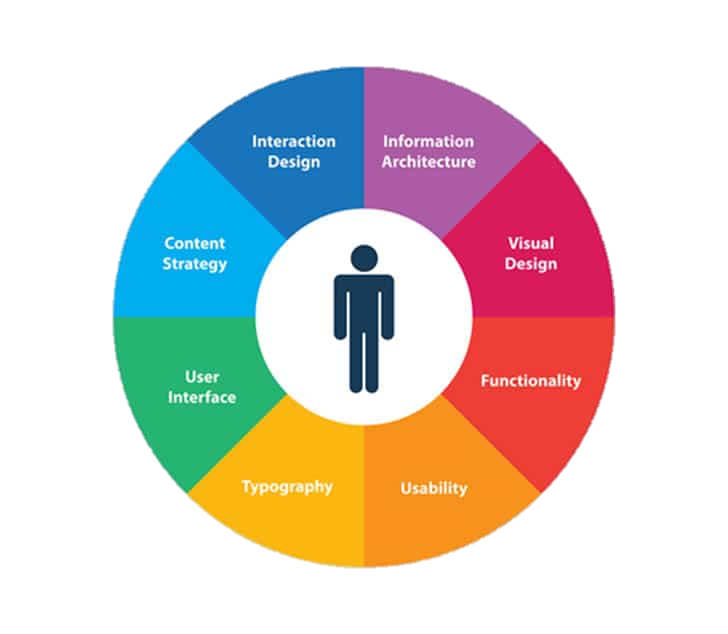 Interaction
Design
Information
Architecture
Visual
Design
Functionality
Usability
Typography
User
Interface
Content
Strategy